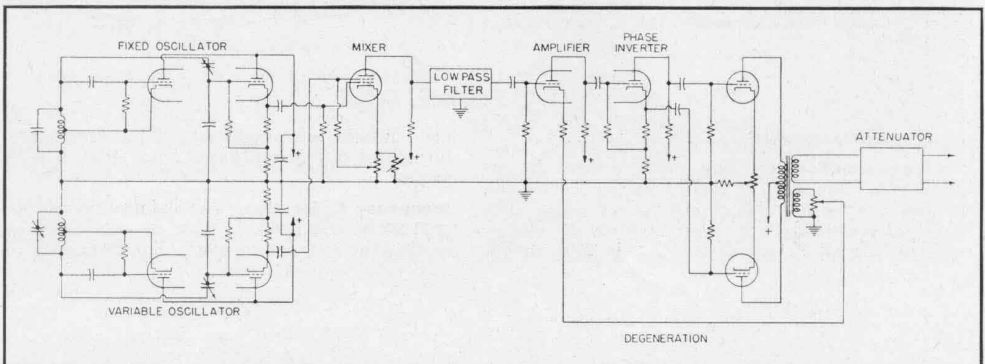 FIXED OSCILLATOR
MIXER
AMPLIFIER
PHASE
INVERTER
LOW PASS
FILTER
ATTENUATOR
VARIABLE OSCILLATOR
DEGENERATION
+
+
+
+
+
+